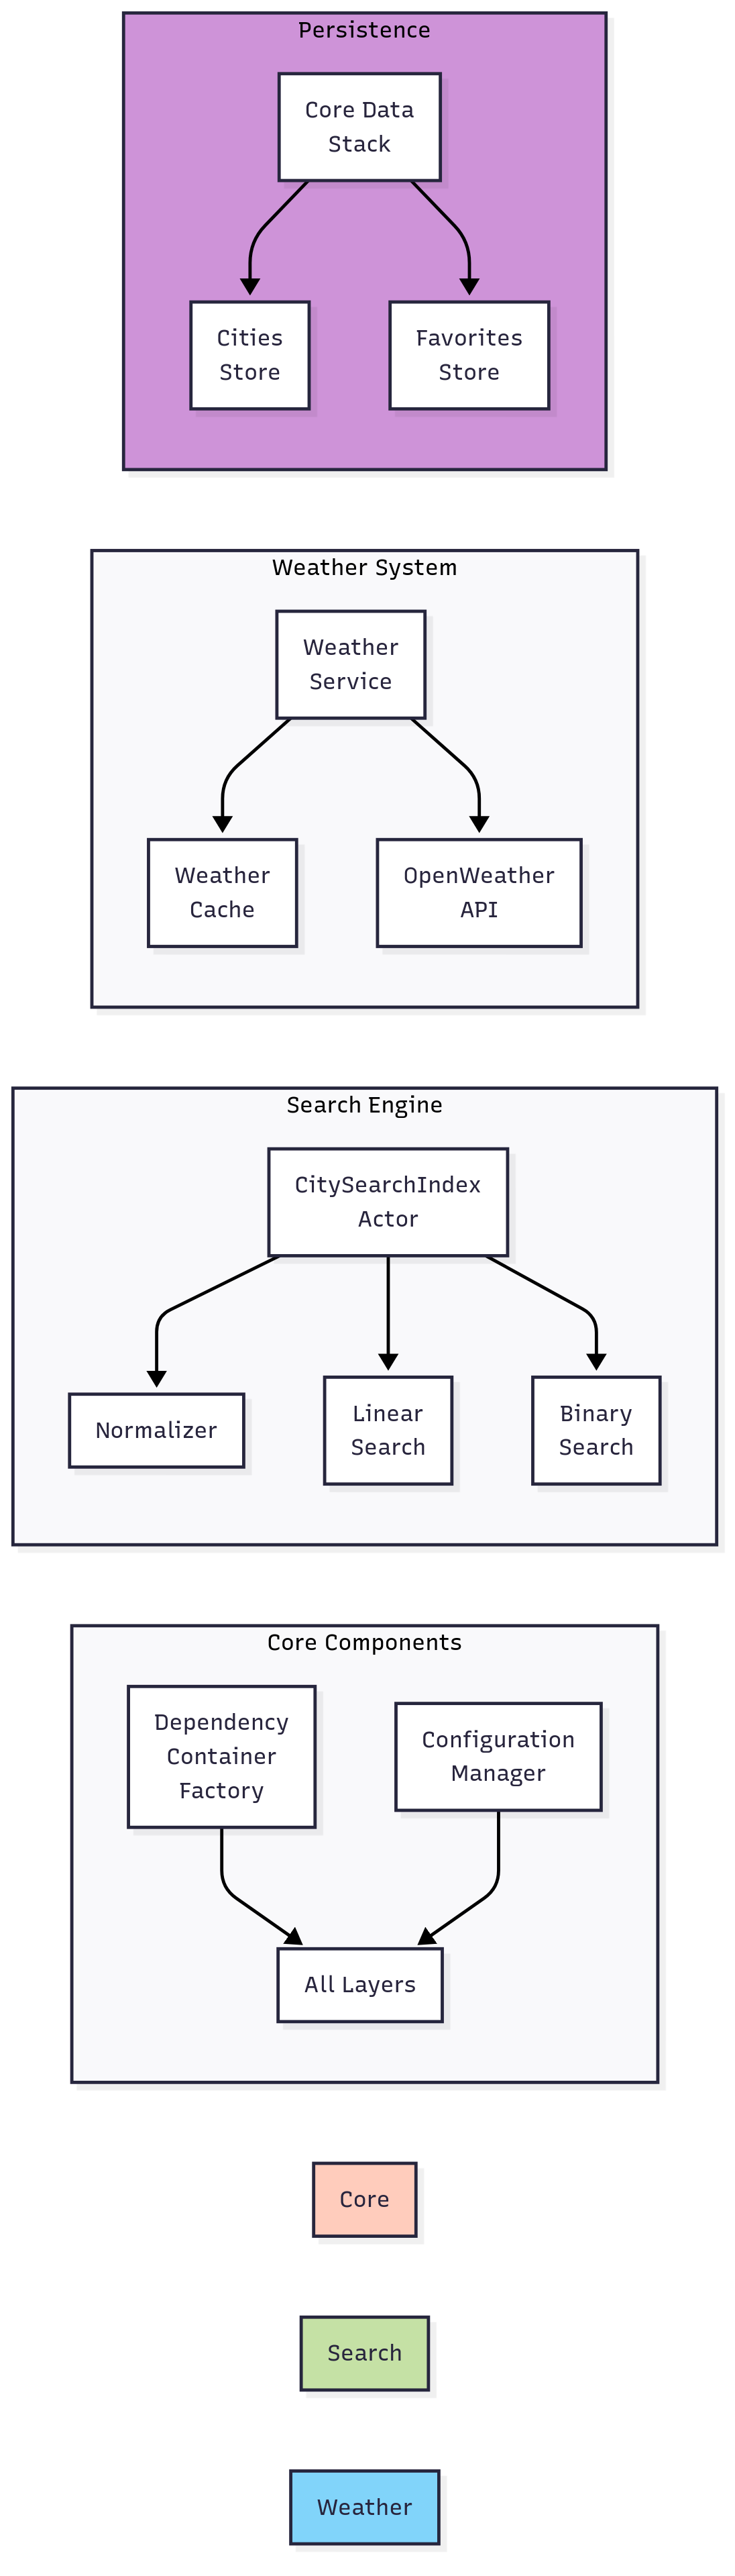 Persistence
Core Data
Stack
Cities
Store
Favorites
Store
Weather System
Weather
Service
Weather
Cache
OpenWeather
API
Search Engine
CitySearchIndex
Actor
Normalizer
Linear
Search
Binary
Search
Core Components
Dependency
Container
Factory
Configuration
Manager
All Layers
Core
Search
Weather